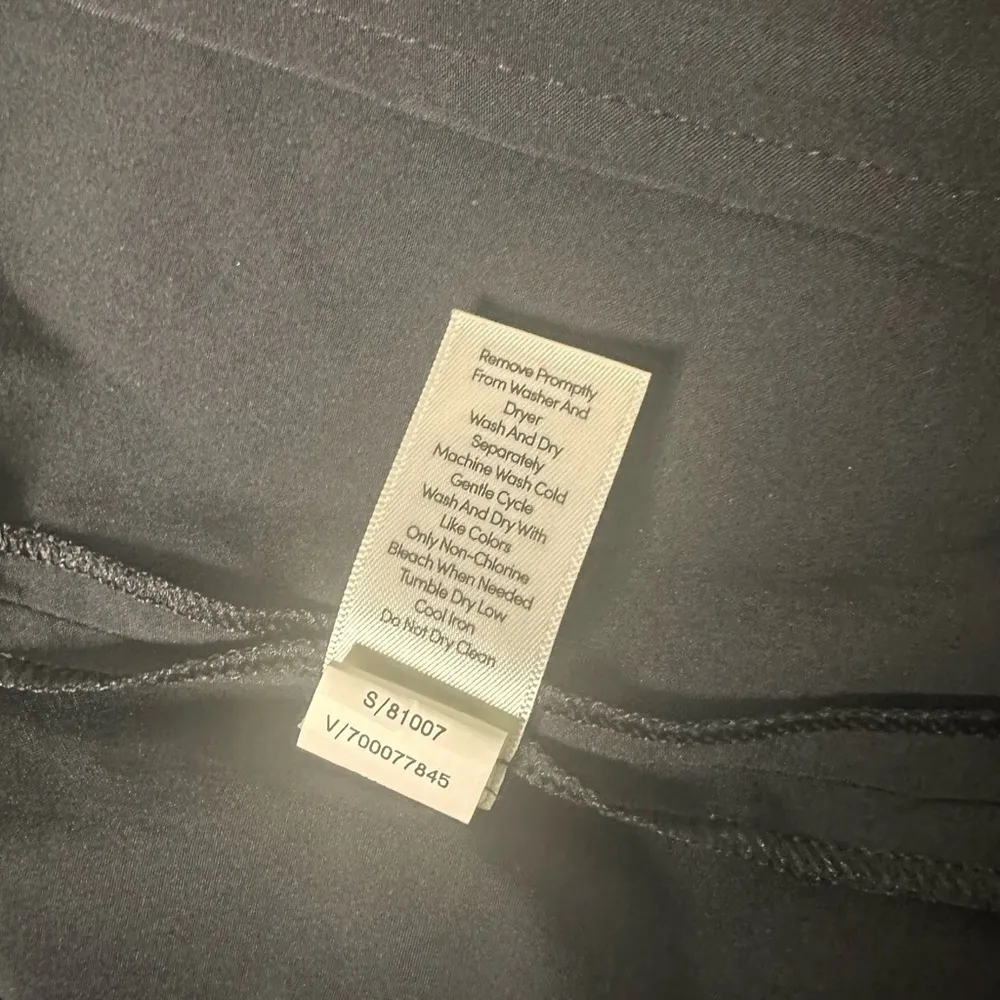 Remove Promptly
From Washer And
Dryer
Wash And Dry
Separately
Machine Wash Cold
Gentle Cycle
Wash And Dry With
Like Colors
Only Non-Chlorine
Bleach When Needed
Tumble Dry Low
Cool Iron
Do Not Dry Clean
S/81007
V/700077845